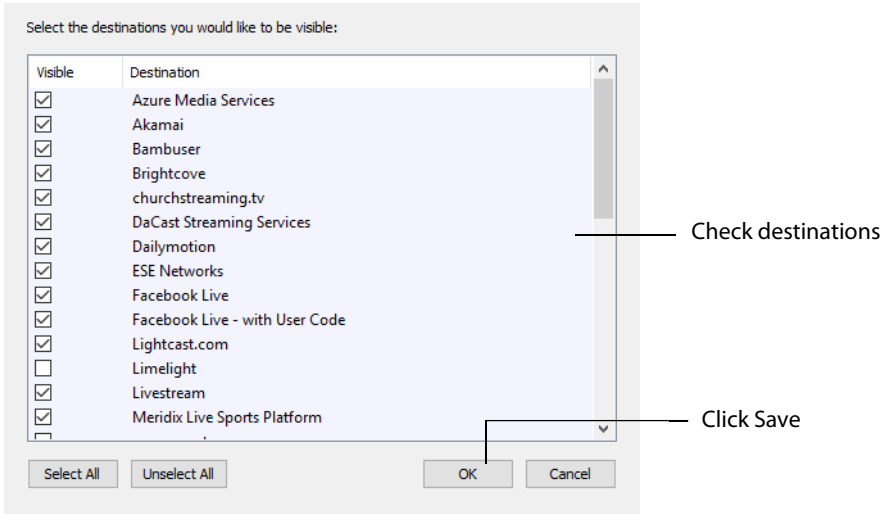 Select the destinations you would like to be visible:
Visible Destination
Azure Media Services
Akamai
Bambuser
Brightcove
churchstreaming.tv
DaCast Streaming Services
Check destinations
Dailymotion
ESE Networks
Facebook Live
Facebook Live - with User Code
Lightcast.com
Limelight
Livestream
Meridix Live Sports Platform
Click Save
Select All Unselect All OK Cancel